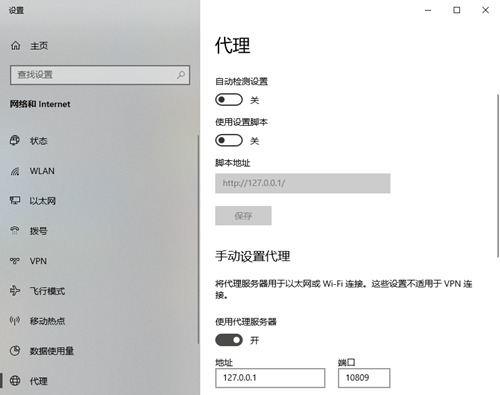 设置
主页
查找设置
网络和 Internet
状态
WLAN
以太网
拨号
VPN
飞行模式
移动热点
数据使用量
代理
代理
自动检测设置
关
使用设置脚本
关
脚本地址
http://127.0.0.1/
保存
手动设置代理
将代理服务器用于以太网或 Wi-Fi 连接。这些设置不适用于 VPN 连
接。
使用代理服务器
开
地址 端口
127.0.0.1 10809